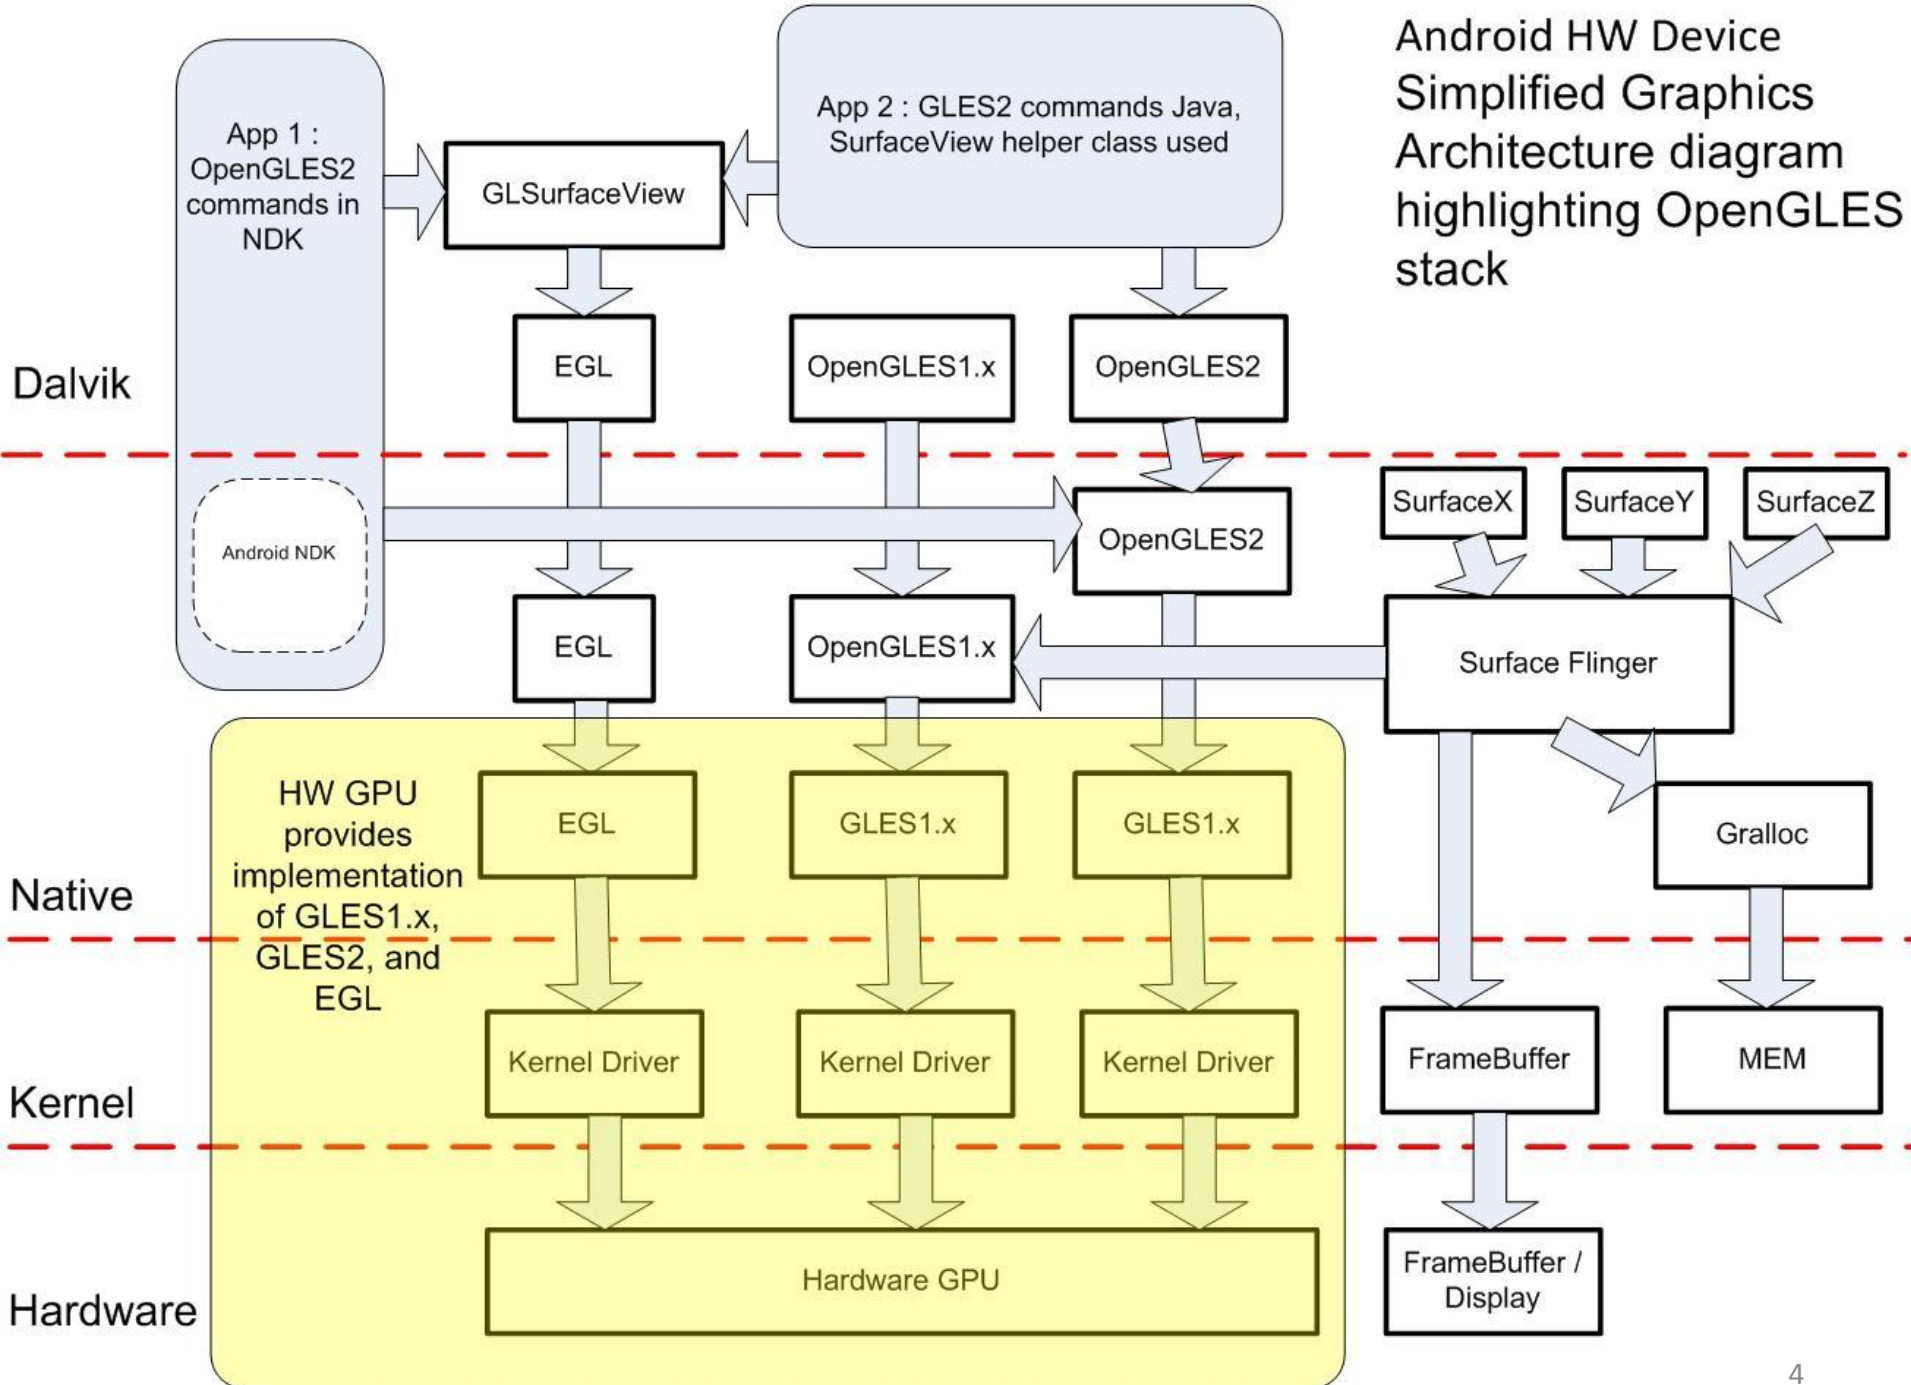 Android HW Device
Simplified Graphics
Architecture diagram
highlighting OpenGLES
stack
App 1 :
OpenGLES2
commands in
NDK
GLSurfaceView
App 2 : GLES2 commands Java,
SurfaceView helper class used
EGL
OpenGLES1.x
OpenGLES2
Dalvik
Android NDK
OpenGLES2
SurfaceX
SurfaceY
SurfaceZ
EGL
OpenGLES1.x
Surface Flinger
HW GPU
provides
implementation
of GLES1.x,
GLES2, and
EGL
EGL
GLES1.x
GLES1.x
Gralloc
Native
Kernel Driver
Kernel Driver
Kernel Driver
FrameBuffer
MEM
Kernel
Hardware GPU
FrameBuffer /
Display
Hardware
4